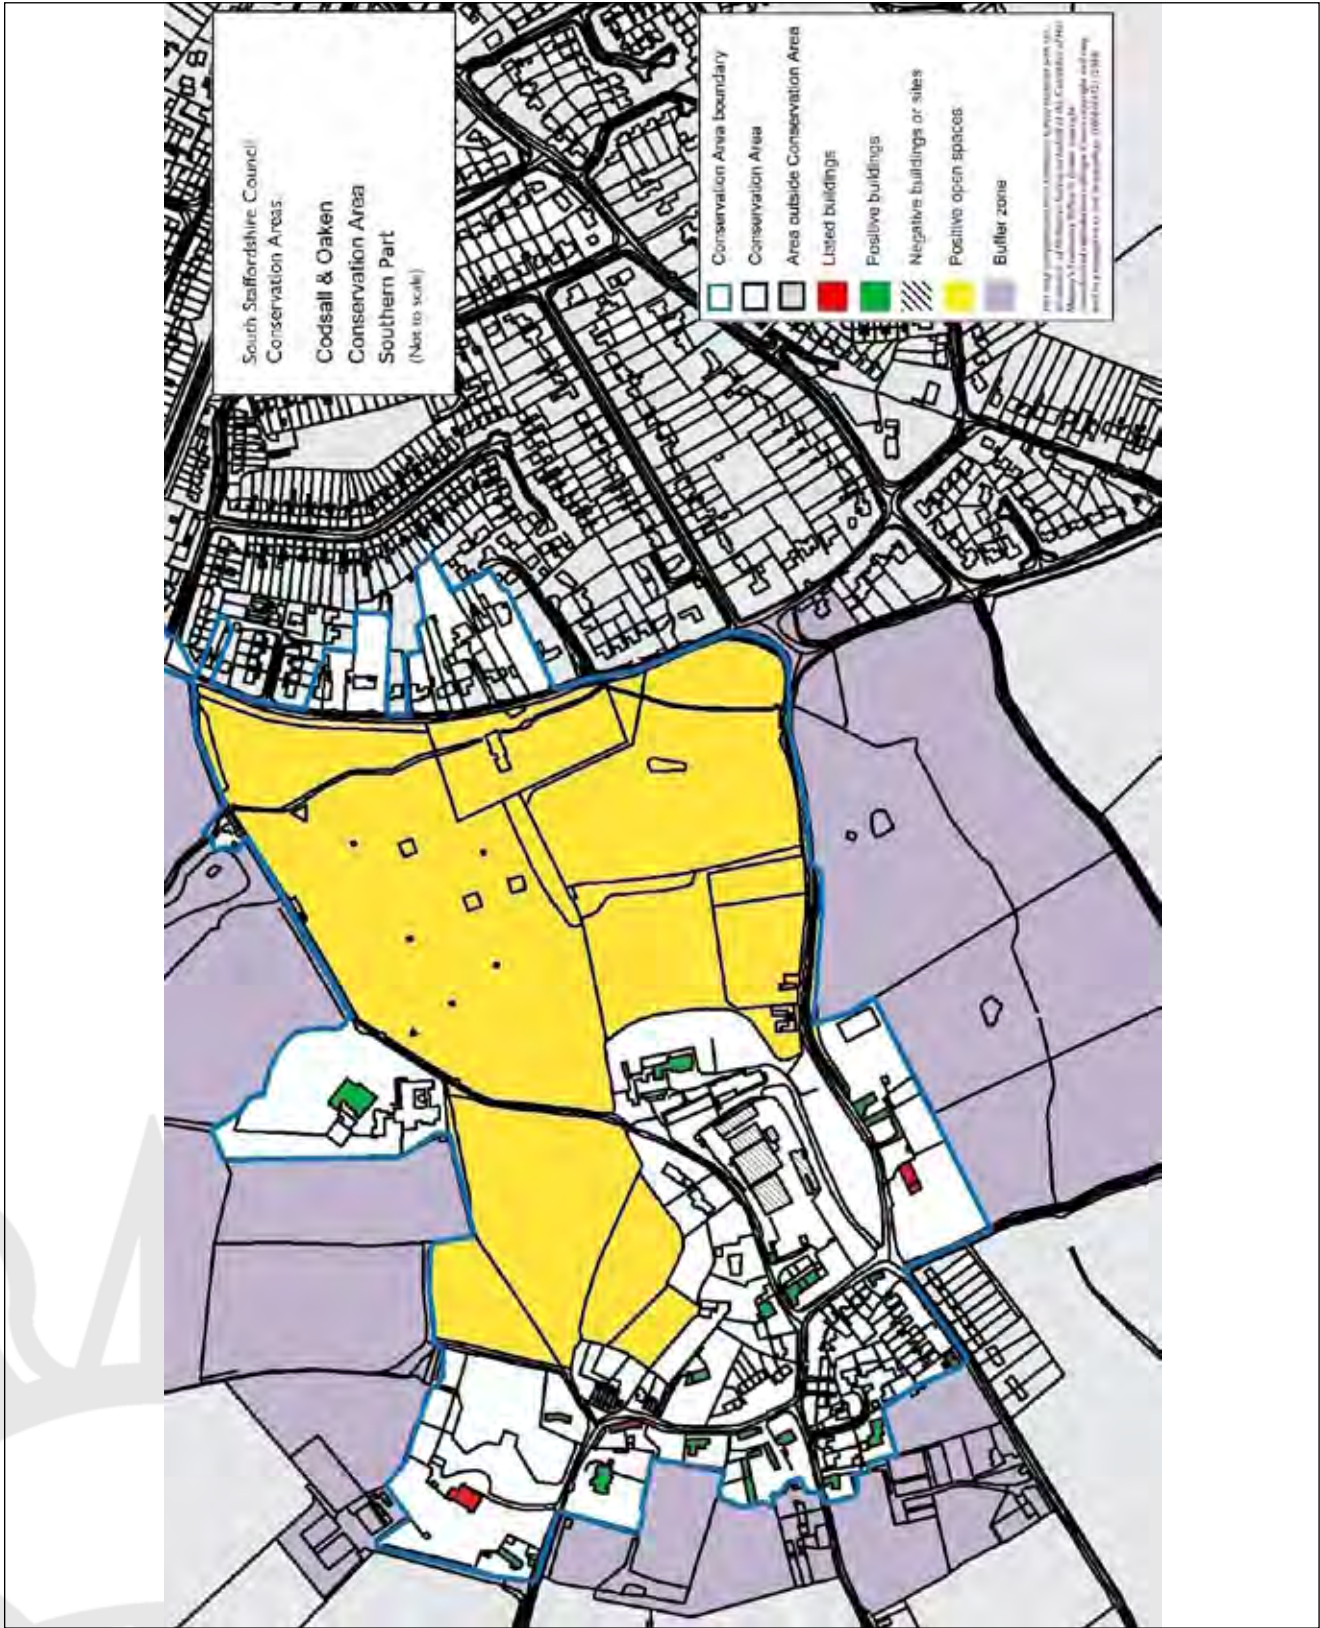 South Staffordshire Council
Conservation Areas.
Codsall & Oaken
Conservation Area
Southern Part
(Not to scale)
Conservation Area boundary
Conservation Area
Area outside Conservation Area
Listed buildings
Positive buildings
Negative buildings or sites
Positive open spaces
Buffer zone